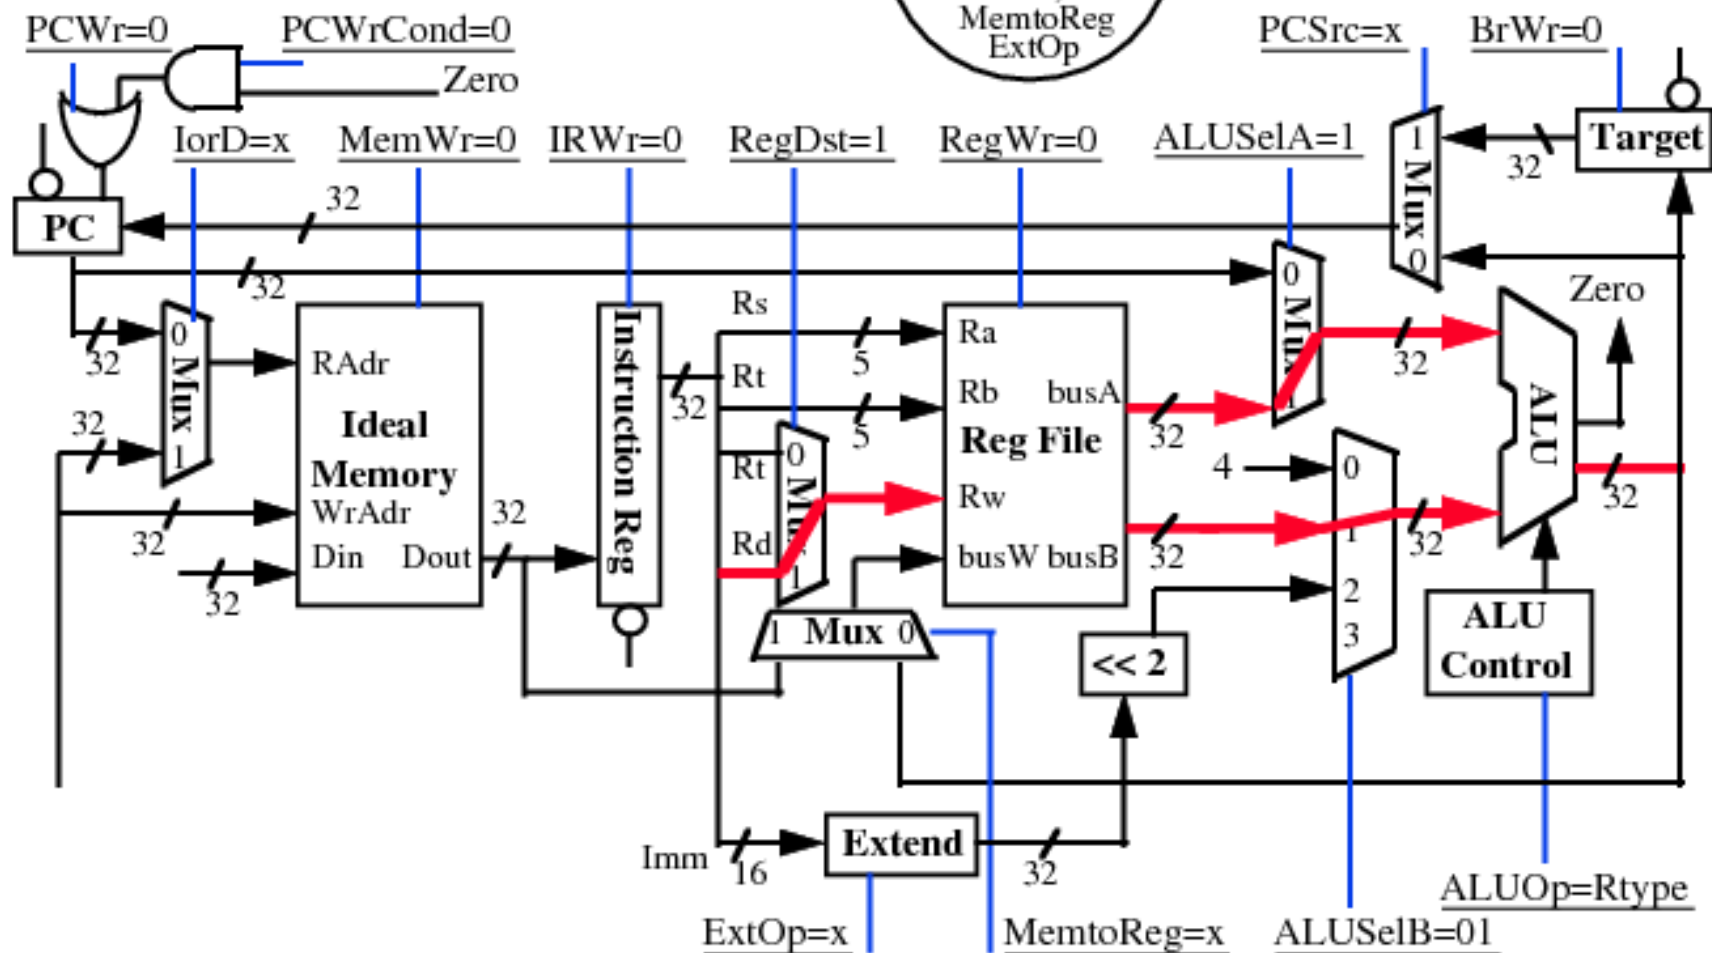 MemtoReg
ExtOp
PCWr=0
PCWrCond=0
PCSrc=x
BrWr=0
Zero
IorD=x
MemWr=0
IRWr=0
RegDst=1
RegWr=0
ALUSelA=1
1
Mux
0
32
Target
PC
32
32
0
Mux
1
32
32
RAdr
Ideal
Memory
WrAdr
32
Din
Dout
32
32
Instruction Reg
32
Rs
5
Rt
5
Rt
Rd
0
Mux
1
Ra
Rb
busA
Reg File
Rw
busW
busB
32
32
0
Mux
1
32
4
0
1
2
3
32
ALU
Zero
32
ALU
Control
1
Mux
0
<< 2
Imm
16
Extend
32
ExtOp=x
MemtoReg=x
ALUSelB=01
ALUOp=Rtype